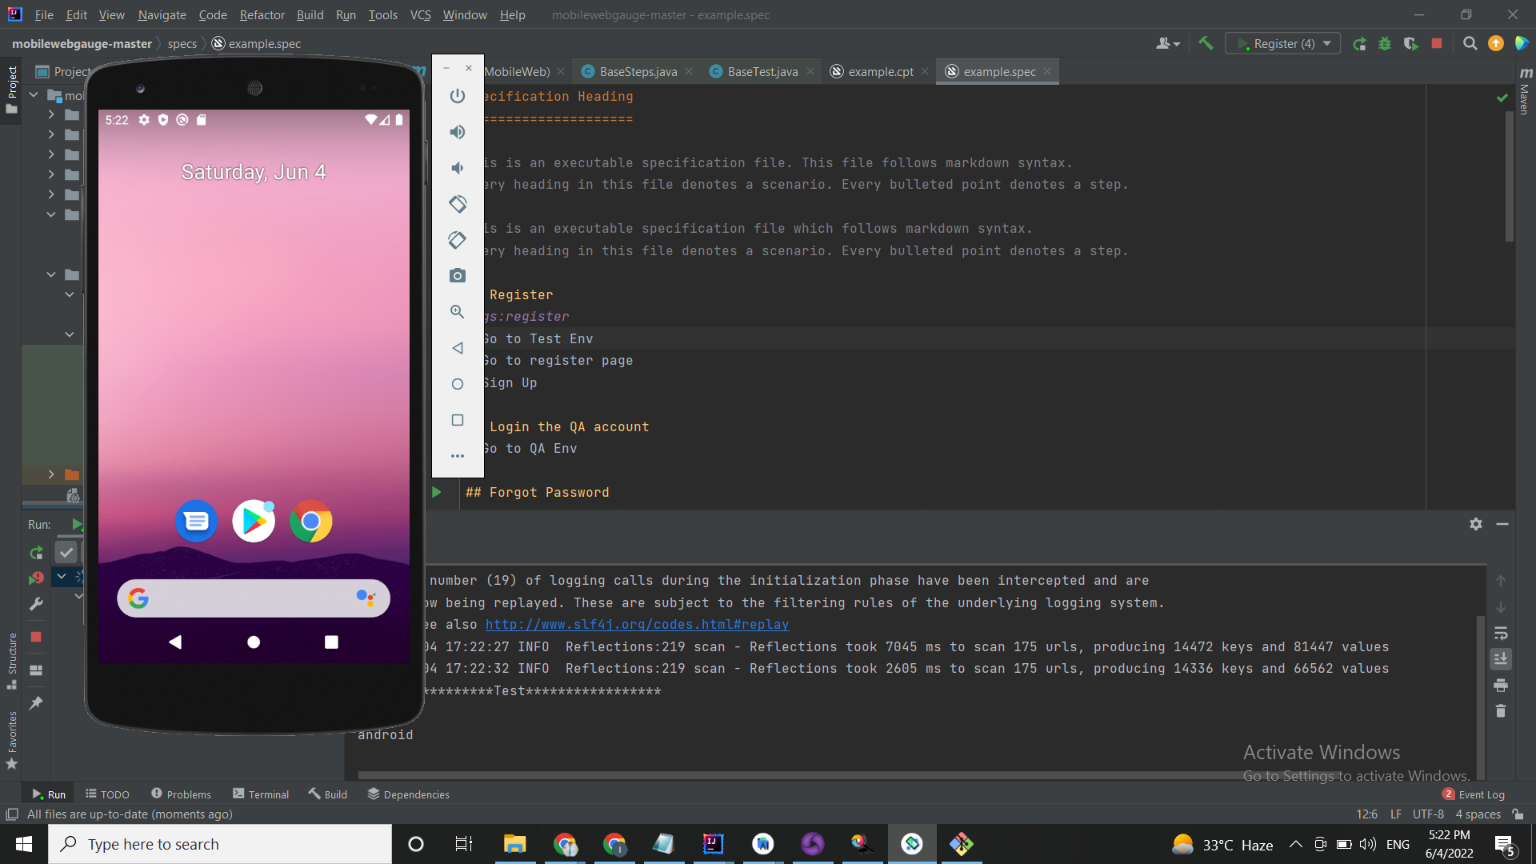 File Edit View Navigate Code Refactor Build Run Tools VCS Window Help mobilewebgauge-master - example.spec
mobilewebgauge-master specs example.spec Register (4)
Project MobileWeb) BaseSteps.java BaseTest.java example.cpt example.spec
Project
Maven
ecification Heading
===================
is is an executable specification file. This file follows markdown syntax.
ery heading in this file denotes a scenario. Every bulleted point denotes a step.
is is an executable specification file which follows markdown syntax.
ery heading in this file denotes a scenario. Every bulleted point denotes a step.
Register
gs:register
Go to Test Env
Go to register page
Sign Up
Login the QA account
Go to QA Env
## Forgot Password
5:22
Saturday, Jun 4
Run:
number (19) of logging calls during the initialization phase have been intercepted and are
ow being replayed. These are subject to the filtering rules of the underlying logging system.
ee also http://www.slf4j.org/codes.html#replay
04 17:22:27 INFO Reflections:219 scan - Reflections took 7045 ms to scan 175 urls, producing 14472 keys and 81447 values
04 17:22:32 INFO Reflections:219 scan - Reflections took 2605 ms to scan 175 urls, producing 14336 keys and 66562 values
*********Test*****************
android
Structure
Favorites
Activate Windows
Go to Settings to activate Windows.
Run TODO Problems Terminal Build Dependencies 2 Event Log
All files are up-to-date (moments ago) 12:6 LF UTF-8 4 spaces
Type here to search 33°C Haze ENG 5:22 PM
6/4/2022 5